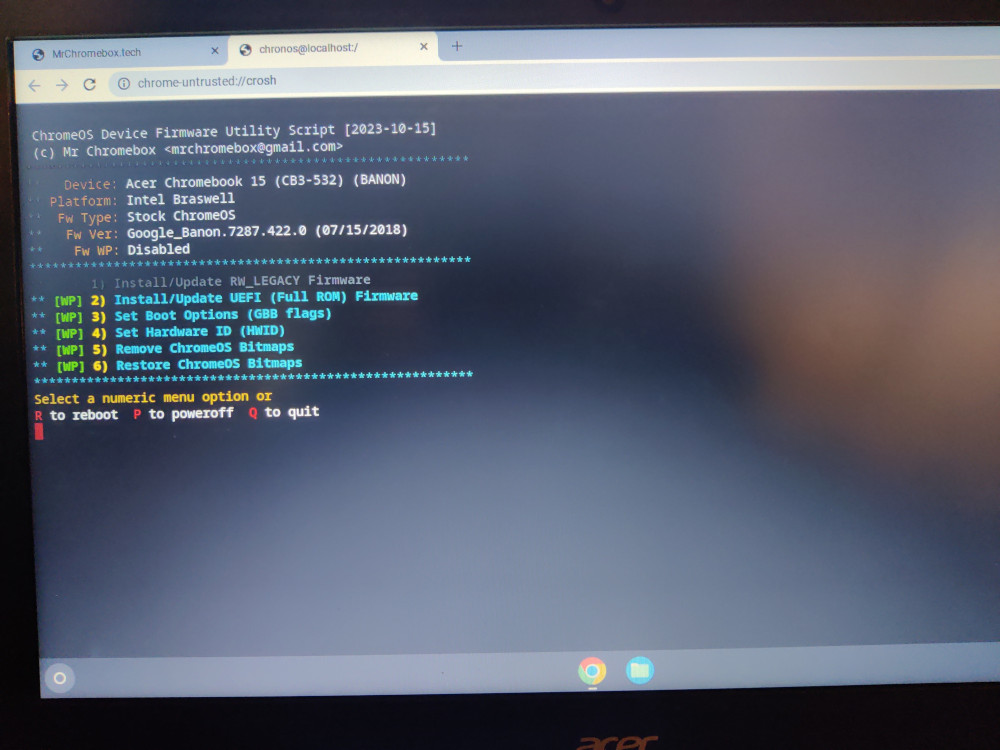 MrChromebox.tech
chronos@localhost:/
chrome-untrusted://crosh
ChromeOS Device Firmware Utility Script [2023-10-15]
(c) Mr Chromebox <mrchromebox@gmail.com>
*********************************************************
** Device: Acer Chromebook 15 (CB3-532) (BANON)
** Platform: Intel Braswell
** Fw Type: Stock ChromeOS
** Fw Ver: Google_Banon.7287.422.0 (07/15/2018)
** Fw WP: Disabled
*********************************************************
1) Install/Update RW_LEGACY Firmware
** [WP] 2) Install/Update UEFI (Full ROM) Firmware
** [WP] 3) Set Boot Options (GBB flags)
** [WP] 4) Set Hardware ID (HWID)
** [WP] 5) Remove ChromeOS Bitmaps
** [WP] 6) Restore ChromeOS Bitmaps
*********************************************************
Select a numeric menu option or
R to reboot P to poweroff Q to quit
acer